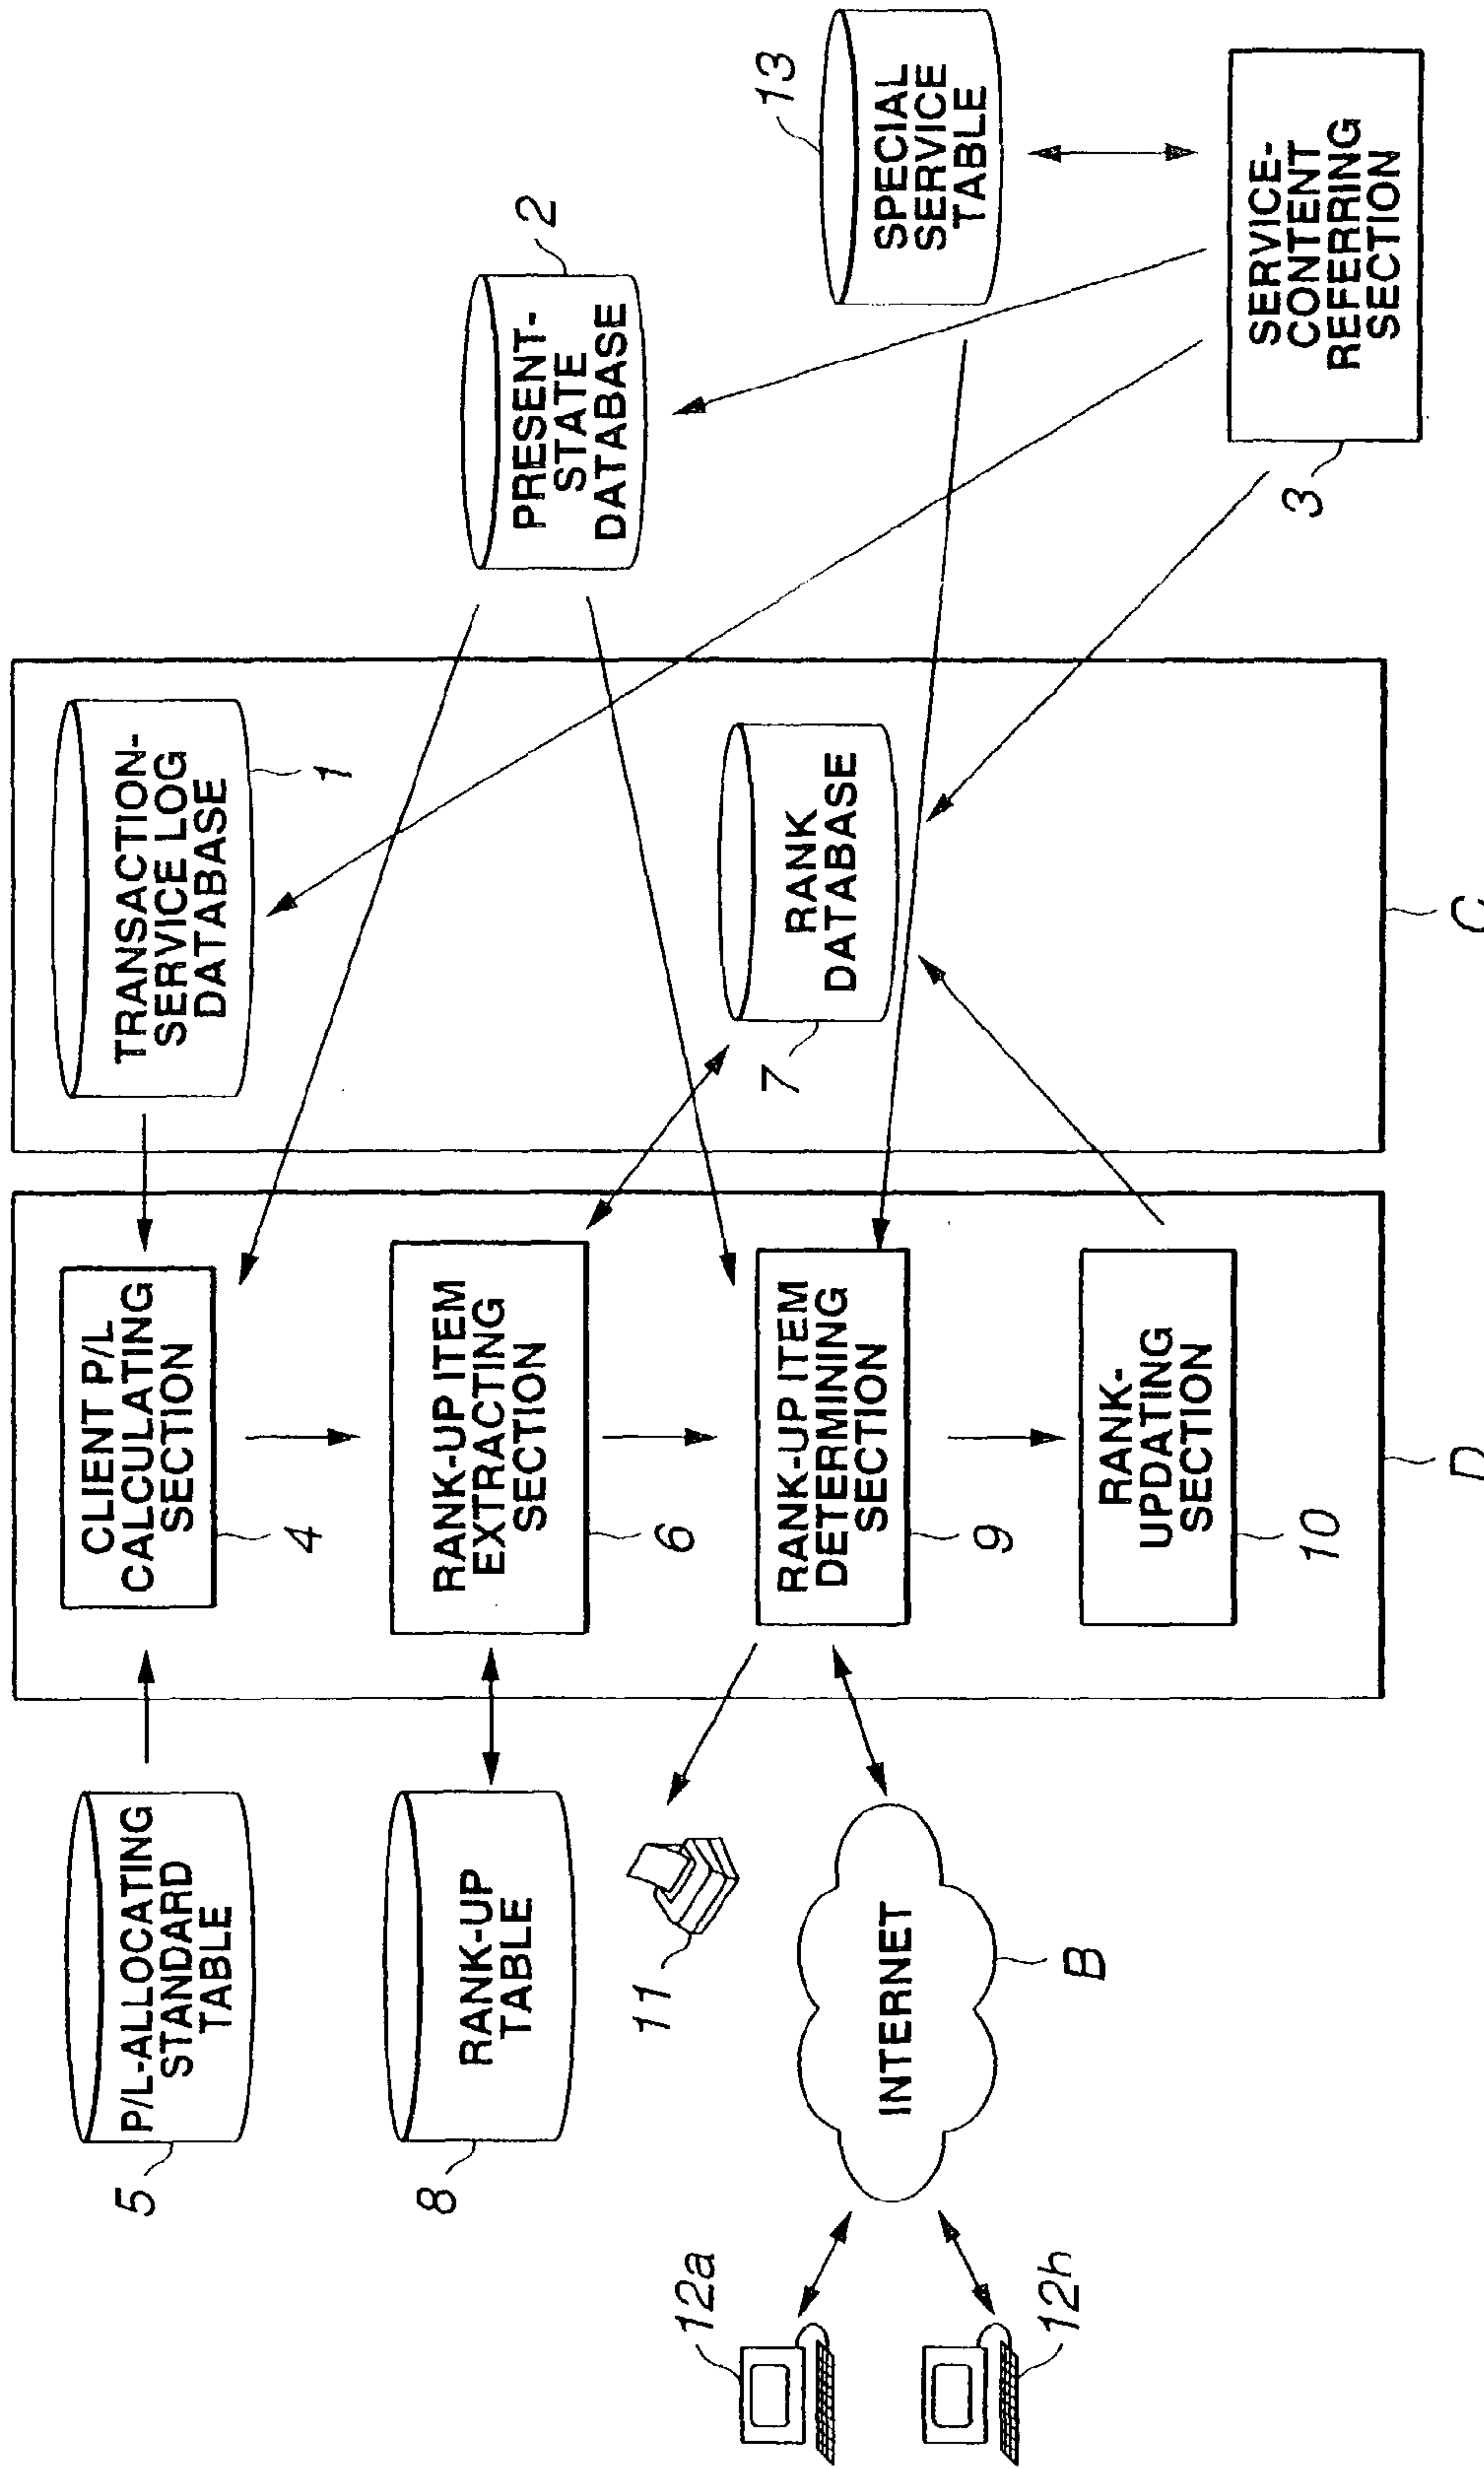 5
P/L-ALLOCATING
STANDARD
TABLE
CLIENT P/L
CALCULATING
SECTION
4
TRANSACTION-
SERVICE LOG
DATABASE
1
8
RANK-UP
TABLE
RANK-UP ITEM
EXTRACTING
SECTION
6
PRESENT-
STATE
DATABASE
2
11
12a
12h
INTERNET
B
RANK-UP ITEM
DETERMINING
SECTION
9
RANK
DATABASE
7
SPECIAL
SERVICE
TABLE
13
RANK-
UPDATING
SECTION
10
SERVICE-
CONTENT
REFERRING
SECTION
3
D
C